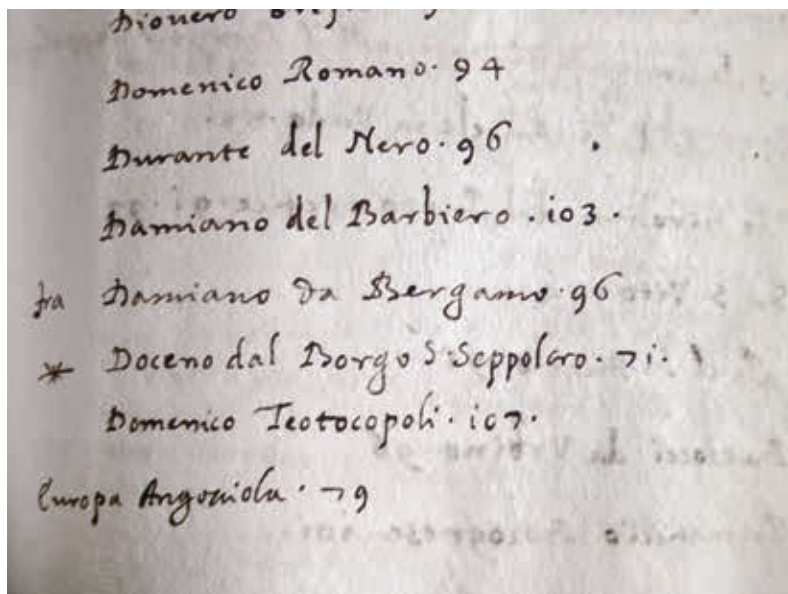 Dionero
Domenico Romano. 94
Durante del Nero. 96
Damiano del Barbiero. 103.
fra Damiano da Bergamo. 96
* Doceno dal Borgo S. Seppolcro. 71.
Domenico Teotocopoli. 107.
Europa Angosciola. 79